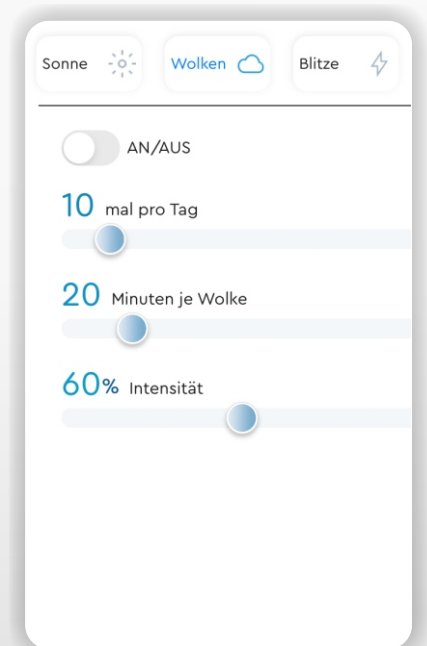 Sonne Wolken Blitze
AN/AUS
10 mal pro Tag
20 Minuten je Wolke
60% Intensität